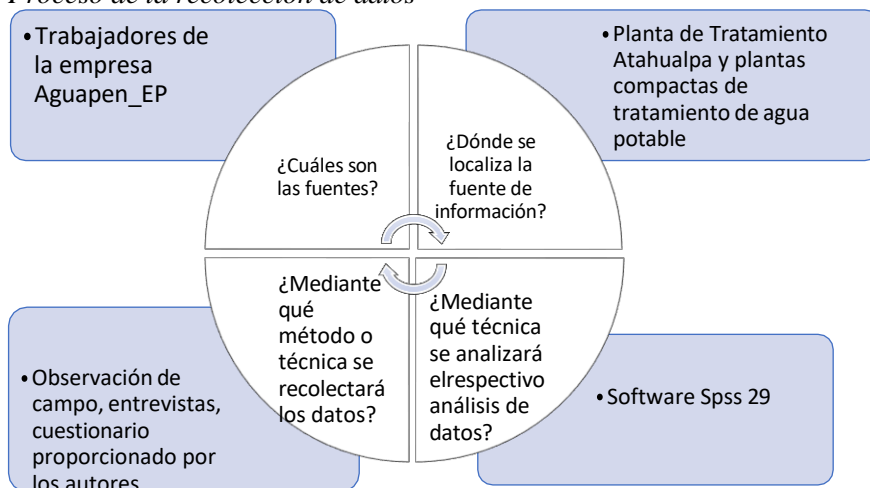 Proceso de la recolección de datos
•Trabajadores de
la empresa
Aguapen_EP
•Planta de Tratamiento
Atahualpa y plantas
compactas de
tratamiento de agua
potable
¿Cuáles son
las fuentes?
¿Dónde se
localiza la
fuente de
información?
¿Mediante
qué
método o
técnica se
recolectará
los datos?
¿Mediante
qué técnica
se analizará
elrespectivo
análisis de
datos?
•Observación de
campo, entrevistas,
cuestionario
proporcionado por
los autores
•Software Spss 29